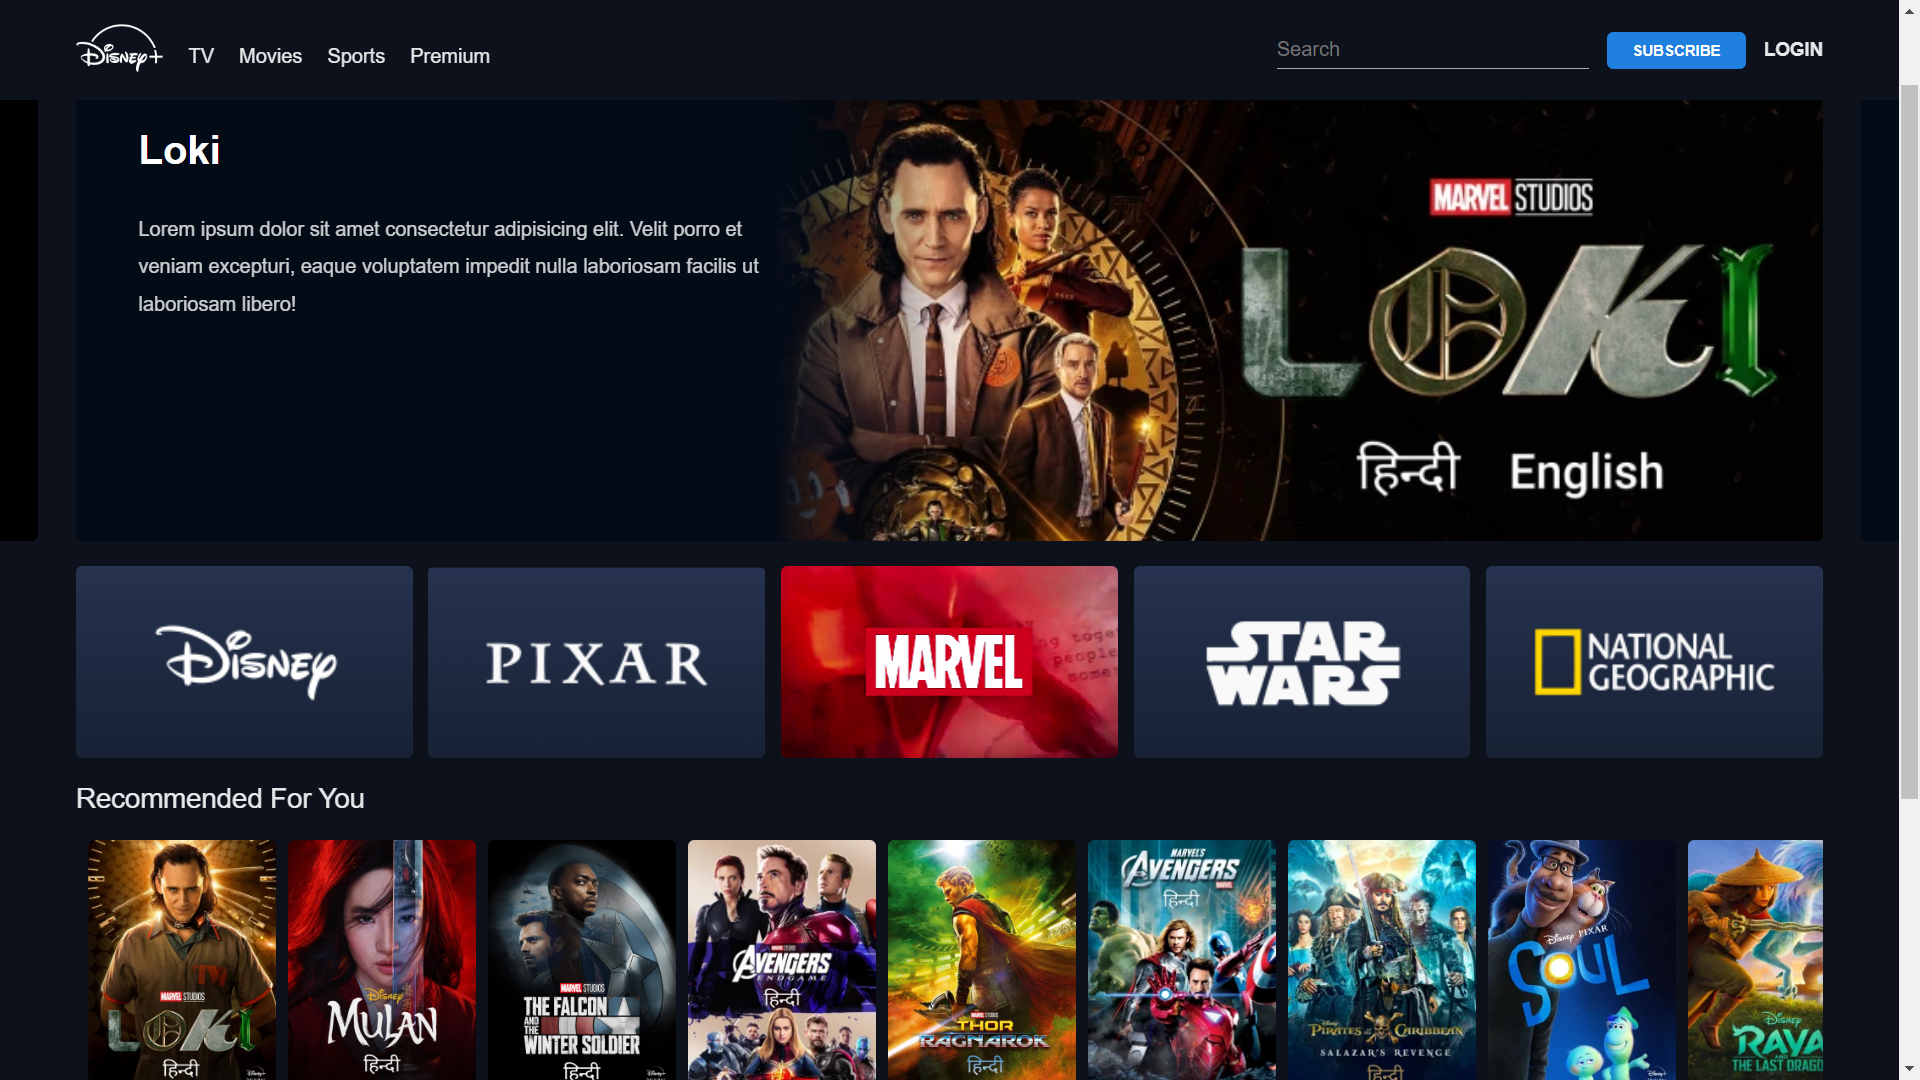 Disney+
TV Movies Sports Premium
Search
SUBSCRIBE
LOGIN
Loki
Lorem ipsum dolor sit amet consectetur adipisicing elit. Velit porro et
veniam excepturi, eaque voluptatem impedit nulla laboriosam facilis ut
laboriosam libero!
MARVEL STUDIOS
LOKI
हिन्दी English
Disney
PIXAR
MARVEL
STAR
WARS
NATIONAL
GEOGRAPHIC
Recommended For You
MARVEL STUDIOS
LOKI
हिन्दी
Disney
MULAN
हिन्दी
MARVEL STUDIOS
THE FALCON
AND THE
WINTER SOLDIER
हिन्दी
AVENGERS
ENDGAME
हिन्दी
THOR
RAGNAROK
हिन्दी
MARVEL'S
AVENGERS
हिन्दी
Disney
PIRATES OF THE CARIBBEAN
SALAZAR'S REVENGE
हिन्दी
Disney PIXAR
SOUL
Disney
RAYA
AND
THE LAST DRAGO